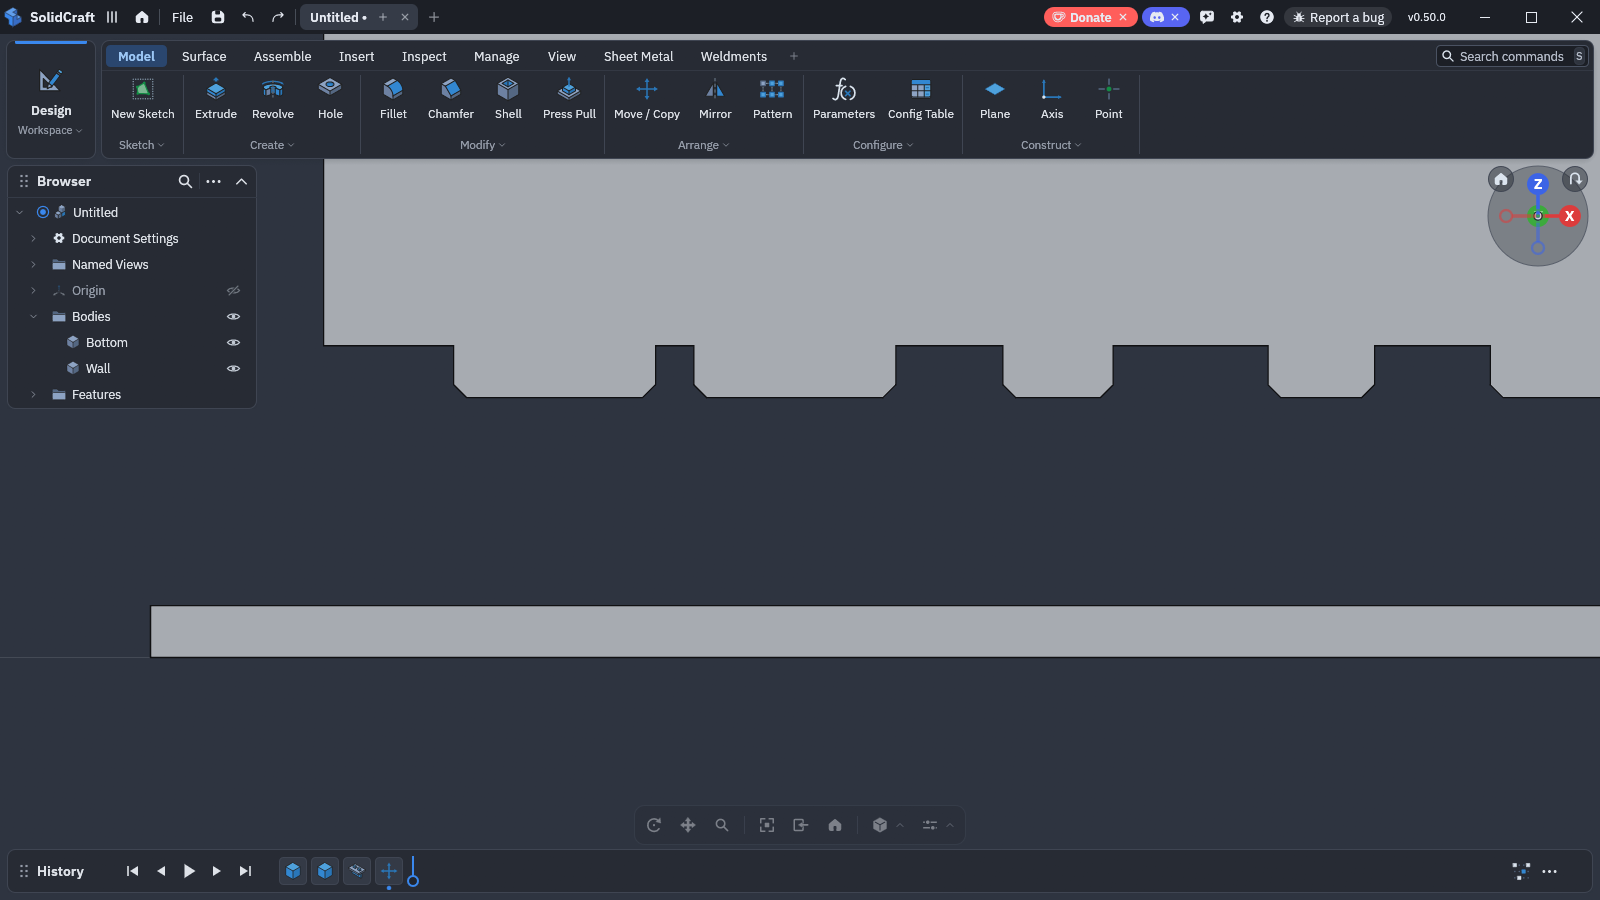 SolidCraft File Untitled • Donate Report a bug v0.50.0
Model Surface Assemble Insert Inspect Manage View Sheet Metal Weldments Search commands S
Design
Workspace
New Sketch Extrude Revolve Hole Fillet Chamfer Shell Press Pull Move / Copy Mirror Pattern Parameters Config Table Plane Axis Point
Sketch Create Modify Arrange Configure Construct
Browser
Untitled
Document Settings
Named Views
Origin
Bodies
Bottom
Wall
Features
Z
X
History